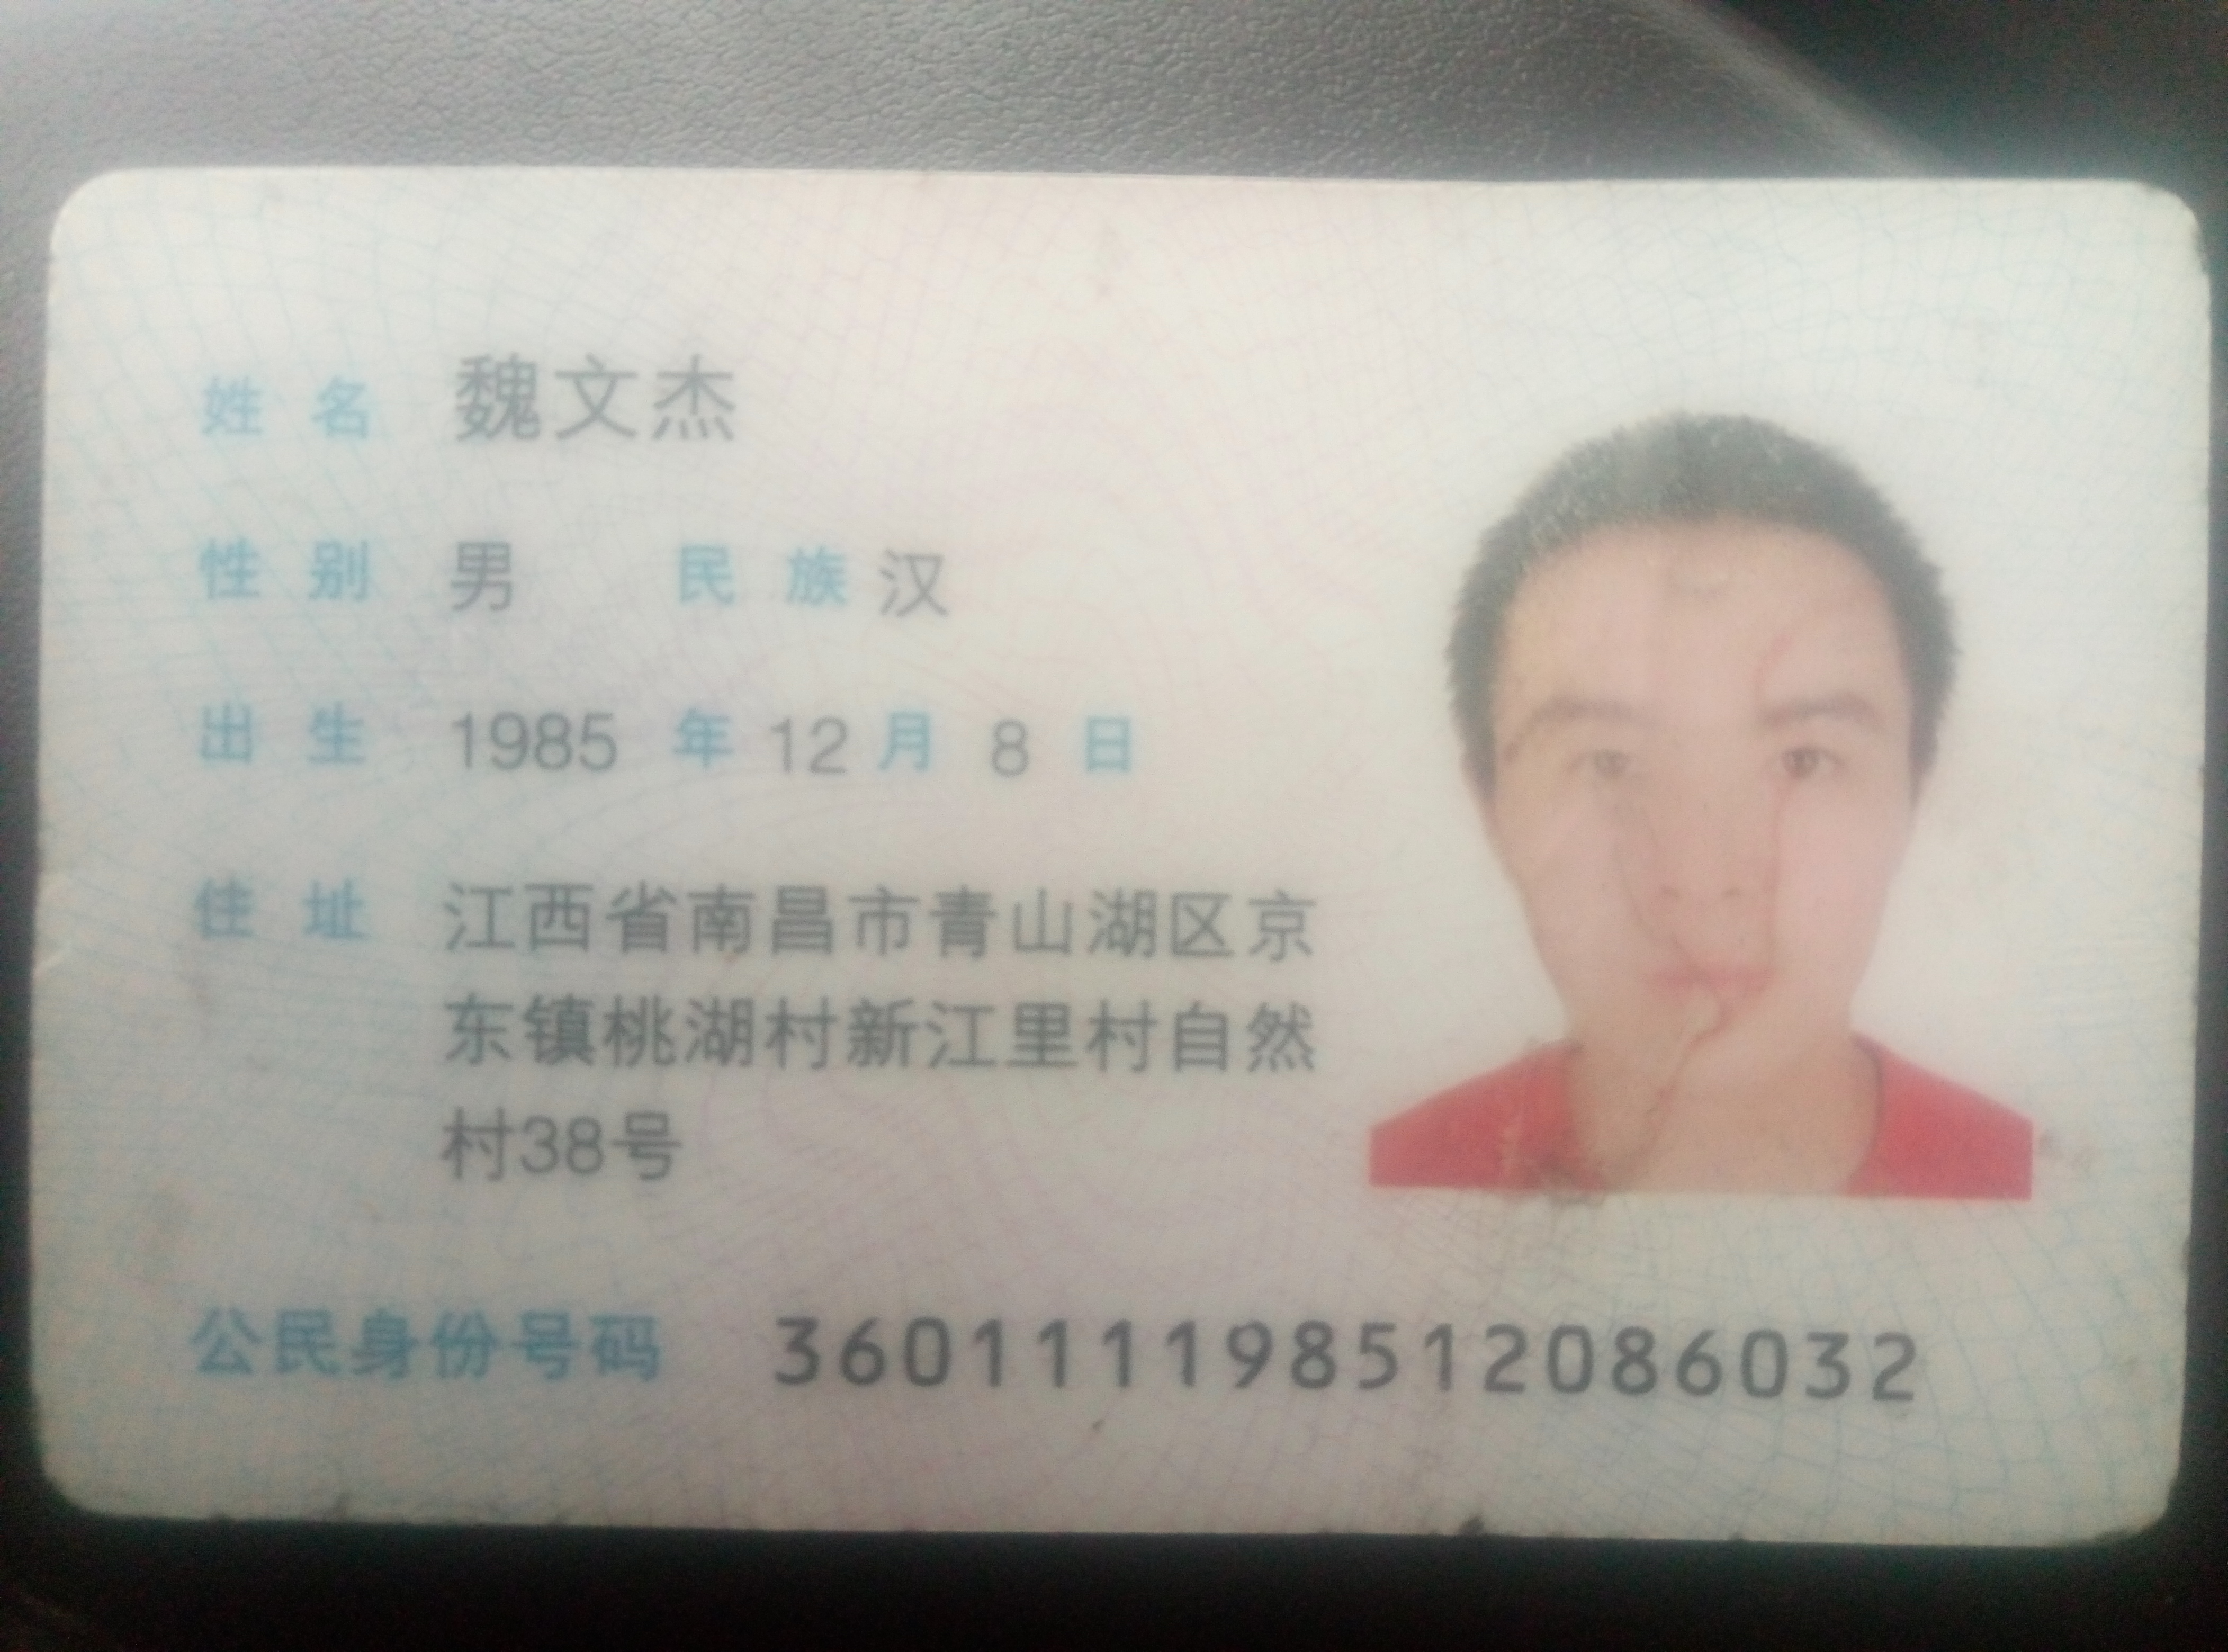 姓名 魏文杰
性别 男 民族 汉
出生 1985 年 12 月 8 日
住址 江西省南昌市青山湖区京
东镇桃湖村新江里村自然
村38号
公民身份号码 360111198512086032